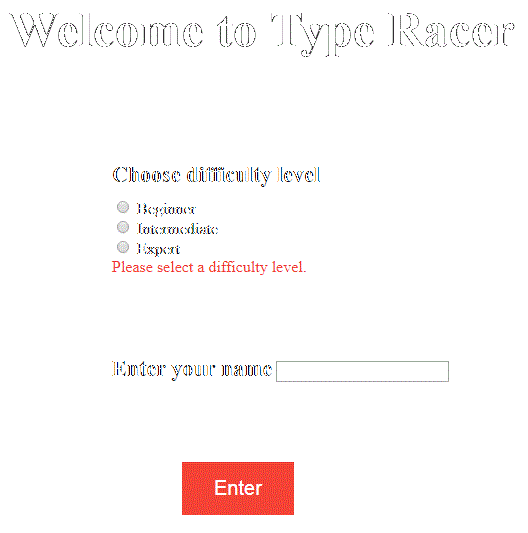 Welcome to Type Racer
Choose difficulty level
Beginner
Intermediate
Expert
Please select a difficulty level.
Enter your name
Enter